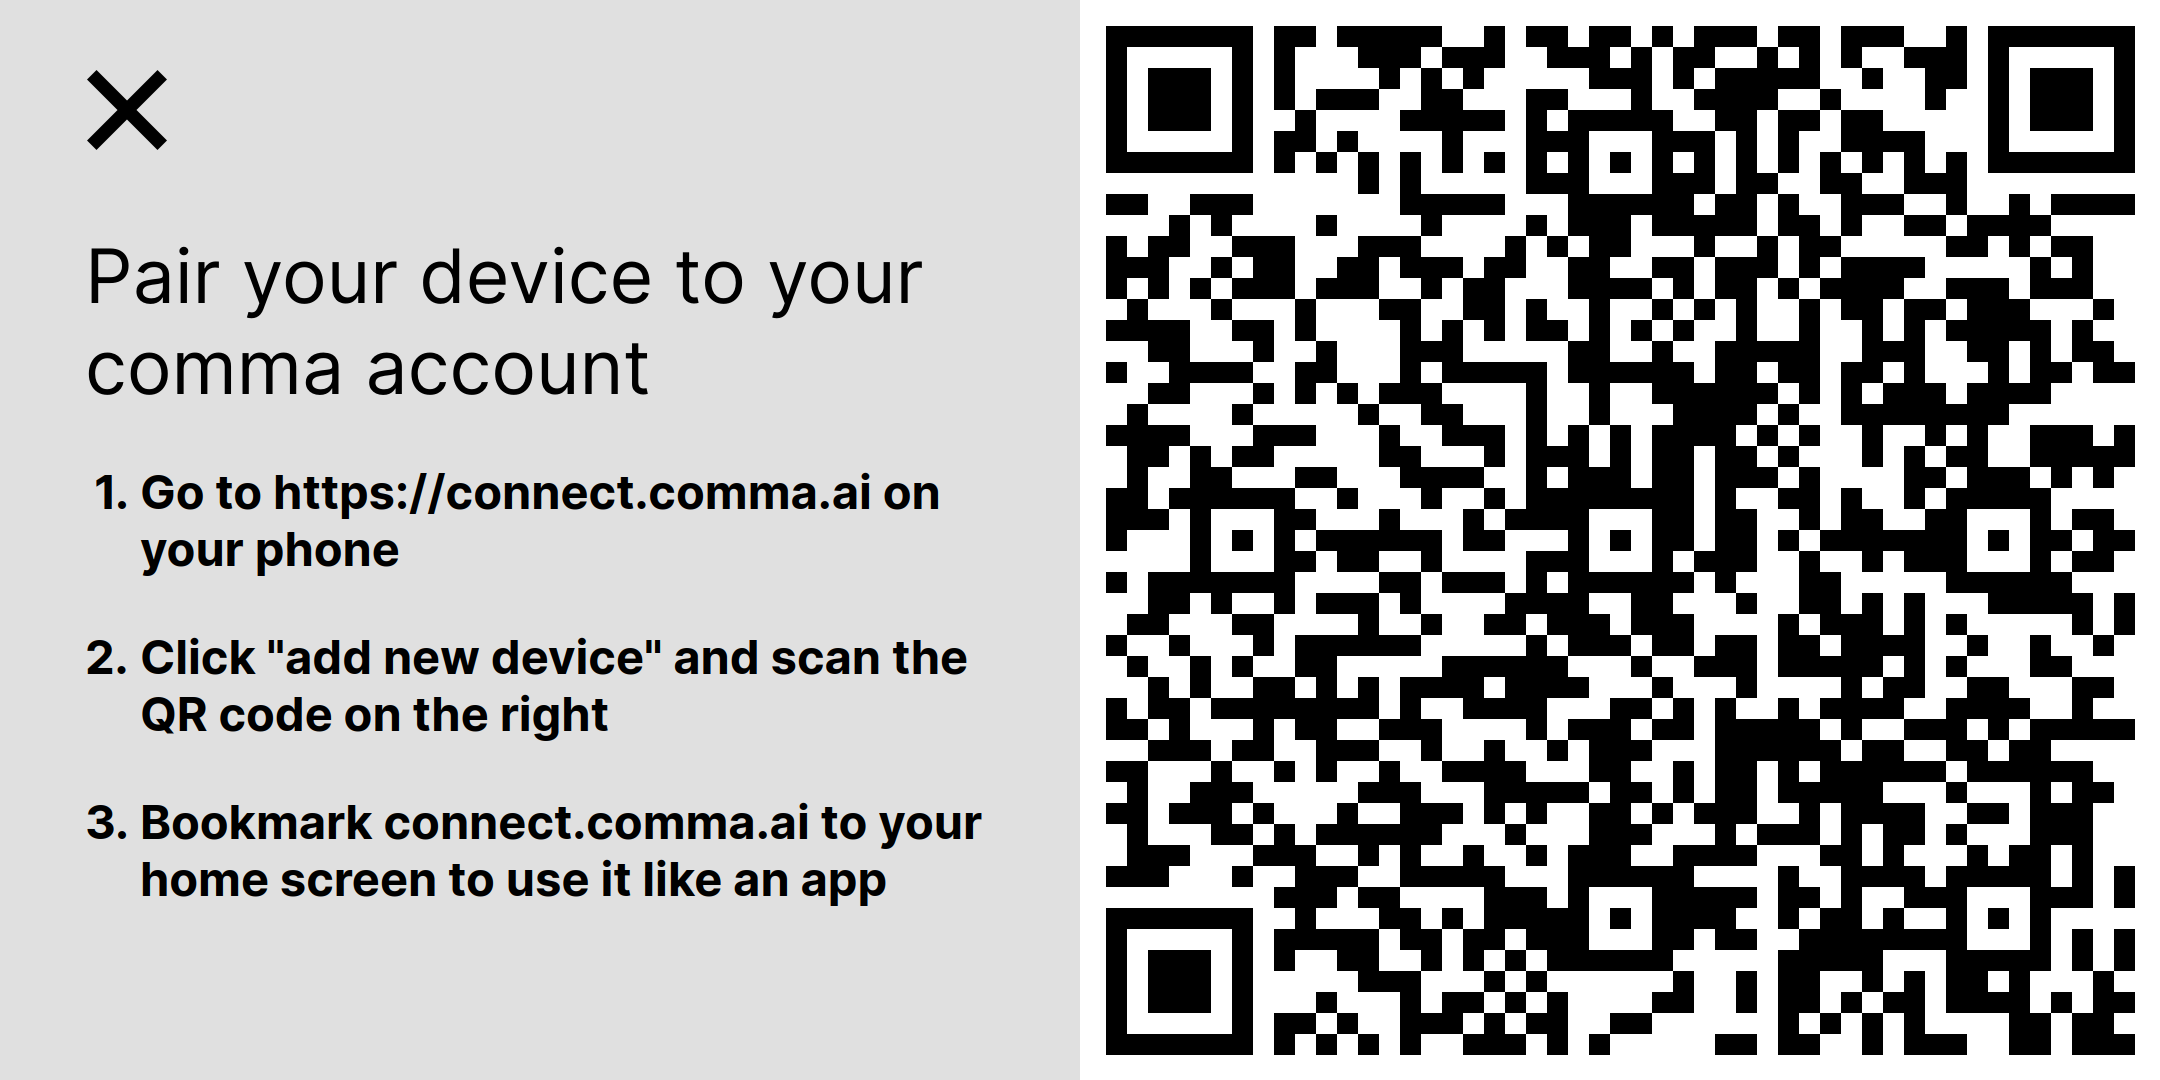 Pair your device to your
comma account
1. Go to https://connect.comma.ai on
your phone
2. Click "add new device" and scan the
QR code on the right
3. Bookmark connect.comma.ai to your
home screen to use it like an app